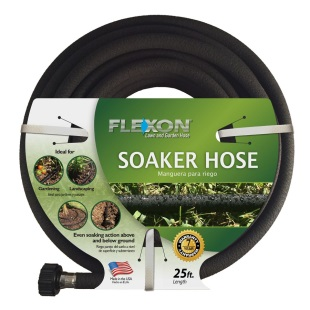 FLEXON
Lawn and Garden Hose
Ideal for
Gardening
Landscaping
SOAKER HOSE
Manguera para riego
Even soaking action above
and below ground
Made in the USA
25ft.
Length